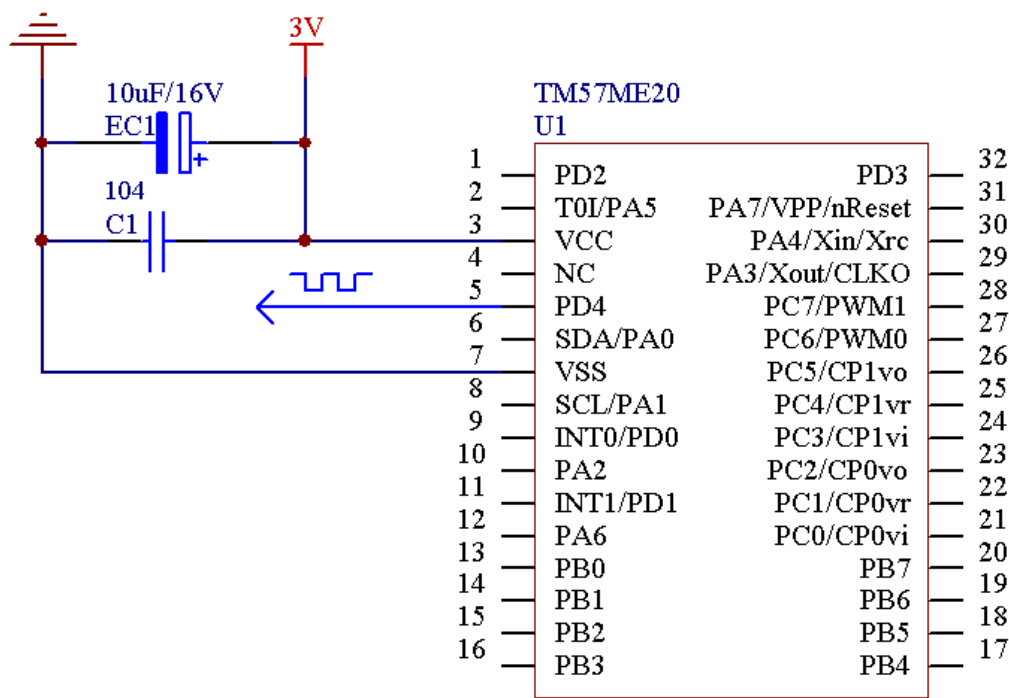 3V
10uF/16V
EC1
+
104
C1
TM57ME20
U1
1 PD2 PD3 32
2 T0I/PA5 PA7/VPP/nReset 31
3 VCC PA4/Xin/Xrc 30
4 NC PA3/Xout/CLKO 29
5 PD4 PC7/PWM1 28
6 SDA/PA0 PC6/PWM0 27
7 VSS PC5/CP1vo 26
8 SCL/PA1 PC4/CP1vr 25
9 INT0/PD0 PC3/CP1vi 24
10 PA2 PC2/CP0vo 23
11 INT1/PD1 PC1/CP0vr 22
12 PA6 PC0/CP0vi 21
13 PB0 PB7 20
14 PB1 PB6 19
15 PB2 PB5 18
16 PB3 PB4 17